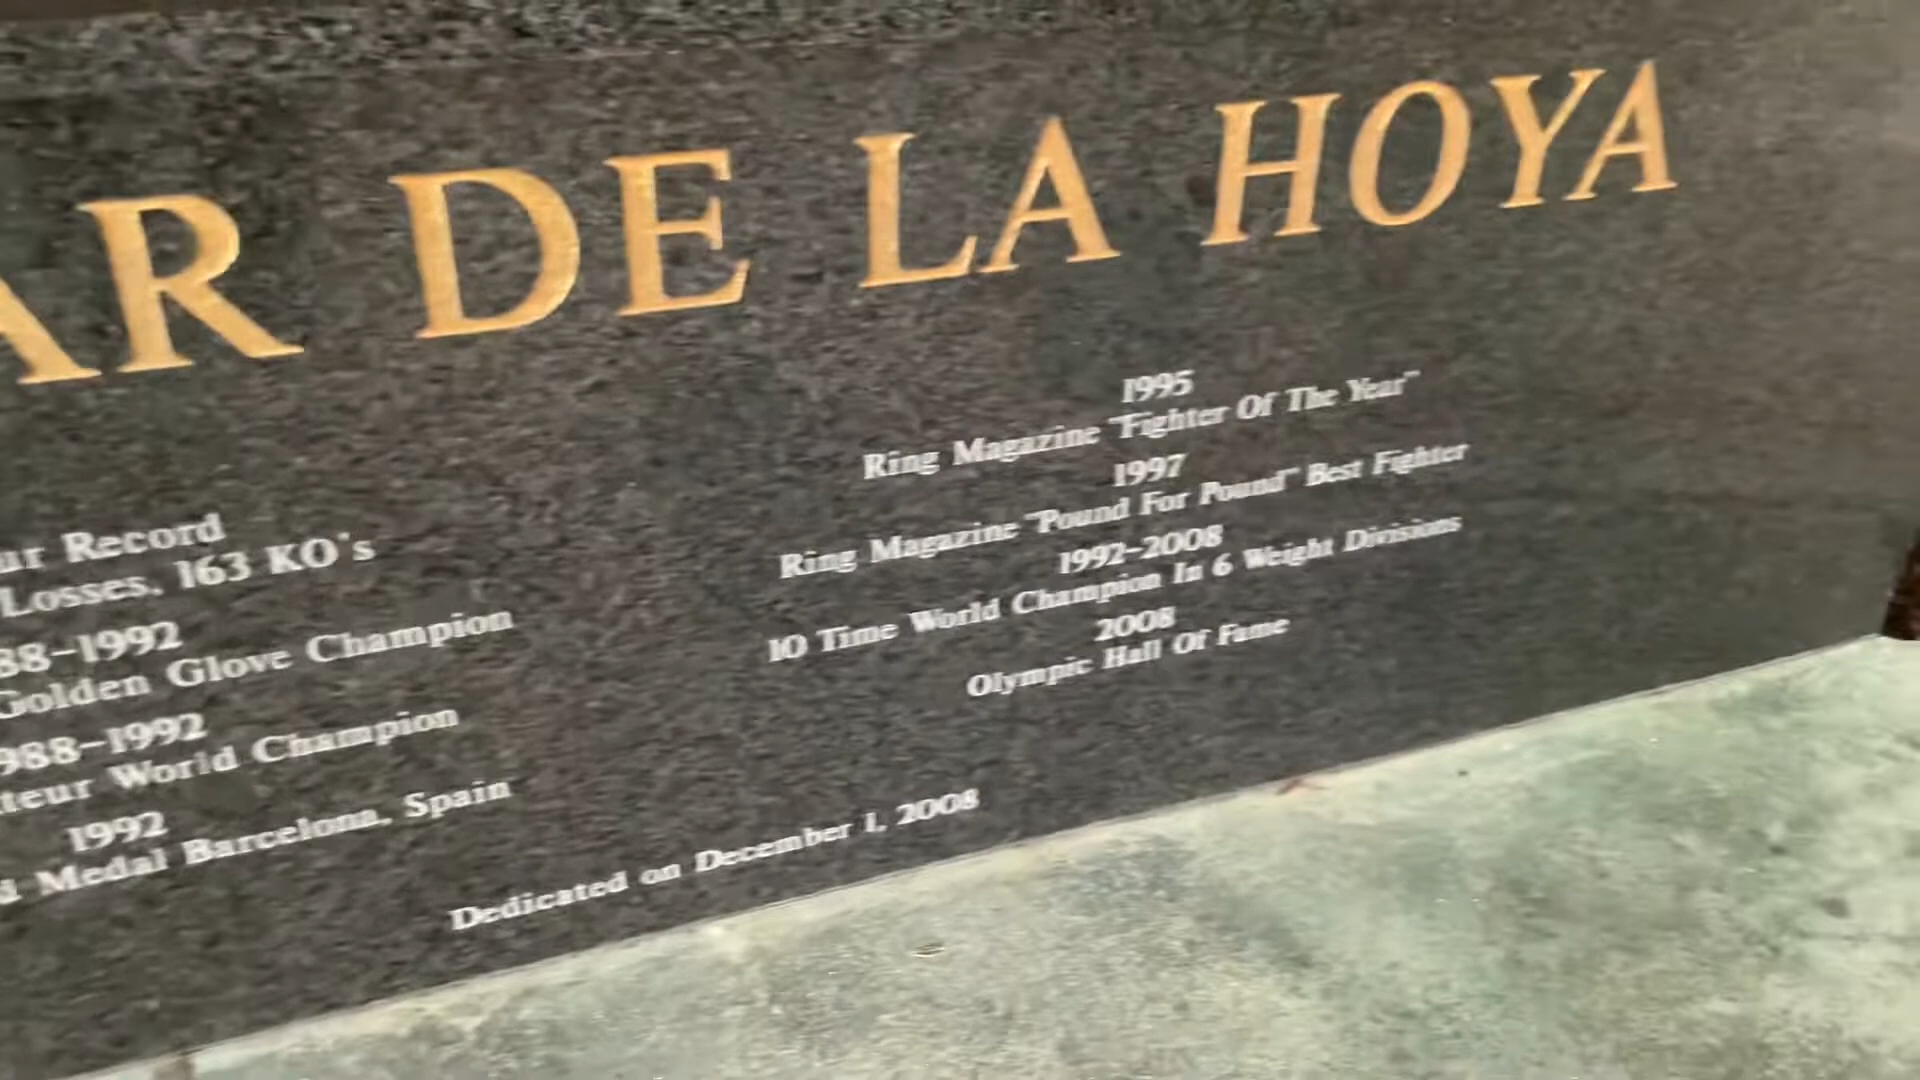 AR DE LA HOYA
ur Record
Losses, 163 KO's
88-1992
Golden Glove Champion
988-1992
teur World Champion
1992
d Medal Barcelona, Spain
1995
Ring Magazine "Fighter Of The Year"
1997
Ring Magazine "Pound For Pound" Best Fighter
1992-2008
10 Time World Champion In 6 Weight Divisions
2008
Olympic Hall Of Fame
Dedicated on December 1, 2008